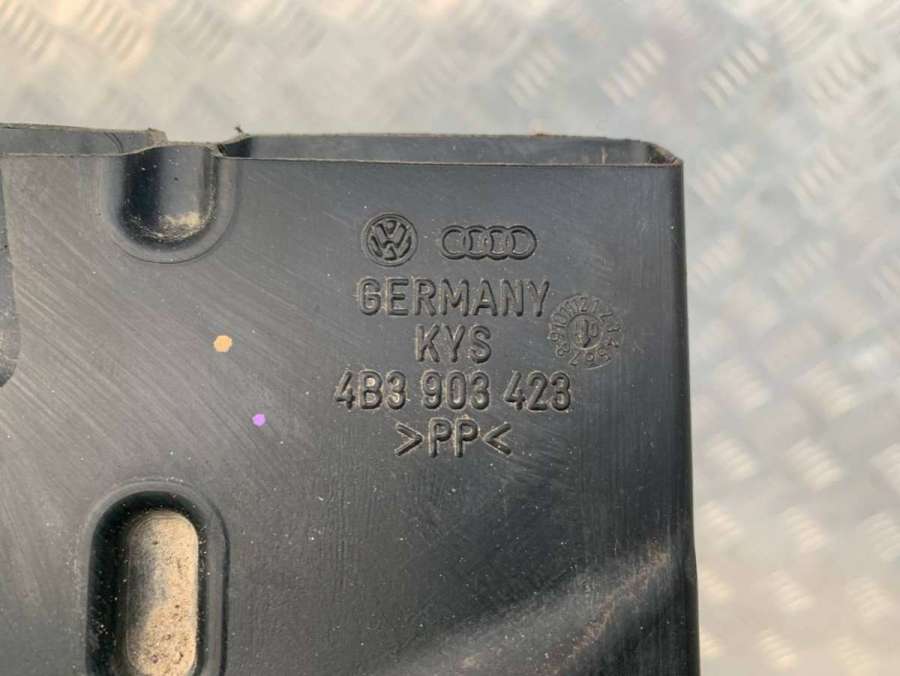 GERMANY
KYS
4B3 903 423
>PP<